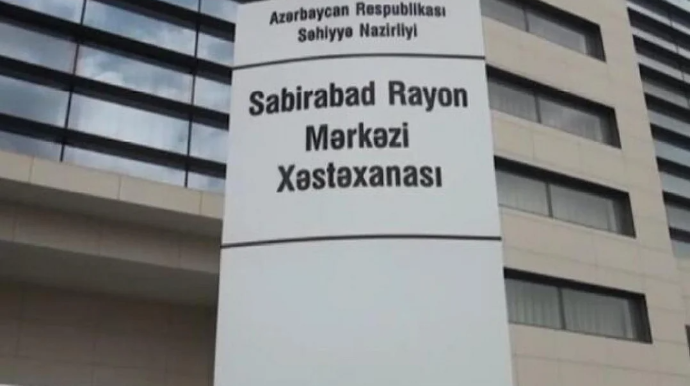 Azərbaycan Respublikası
Səhiyyə Nazirliyi
Sabirabad Rayon
Mərkəzi
Xəstəxanası